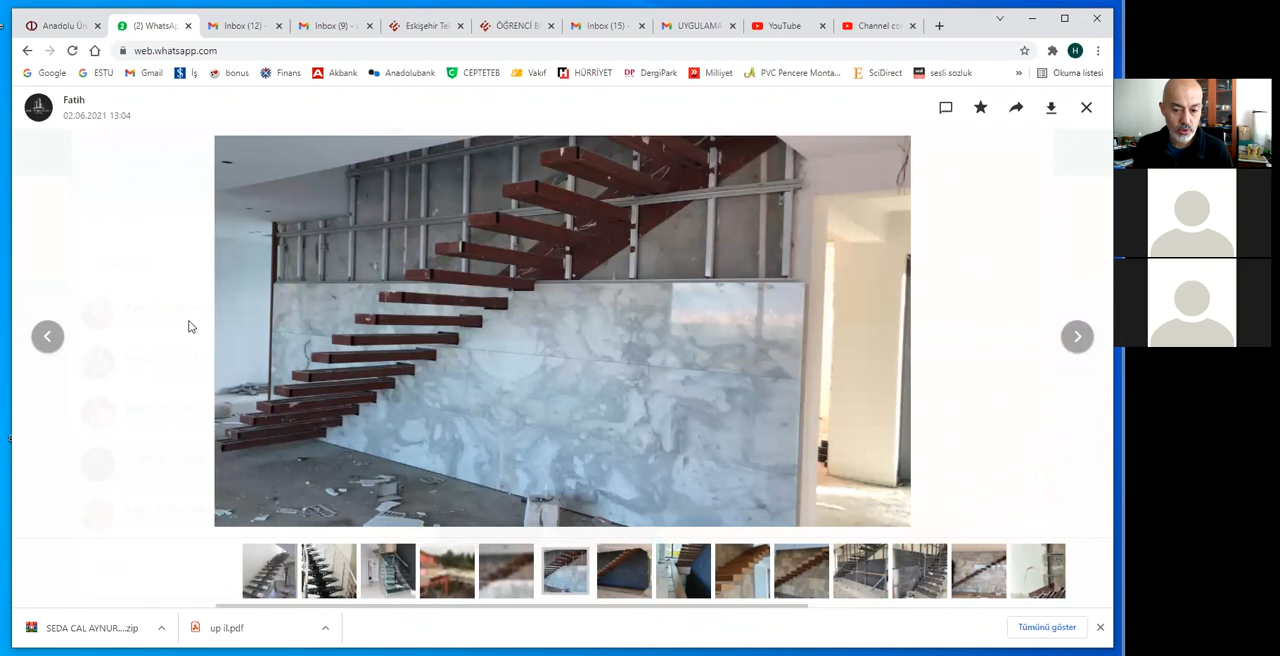 Anadolu Ün
(2) WhatsAp
Inbox (12) -
Inbox (9) -
Eskişehir Te
ÖĞRENCİ B
Inbox (15) -
UYGULAMA
YouTube
Channel co
web.whatsapp.com
Google
ESTU
Gmail
İş
bonus
Finans
Akbank
Anadolubank
CEPTETEB
Vakıf
HÜRRİYET
DergiPark
Milliyet
PVC Pencere Monta...
SciDirect
sesli sozluk
»
Okuma listesi
Fatih
02.06.2021 13:04
SEDA CAL AYNUR....zip
up il.pdf
Tümünü göster